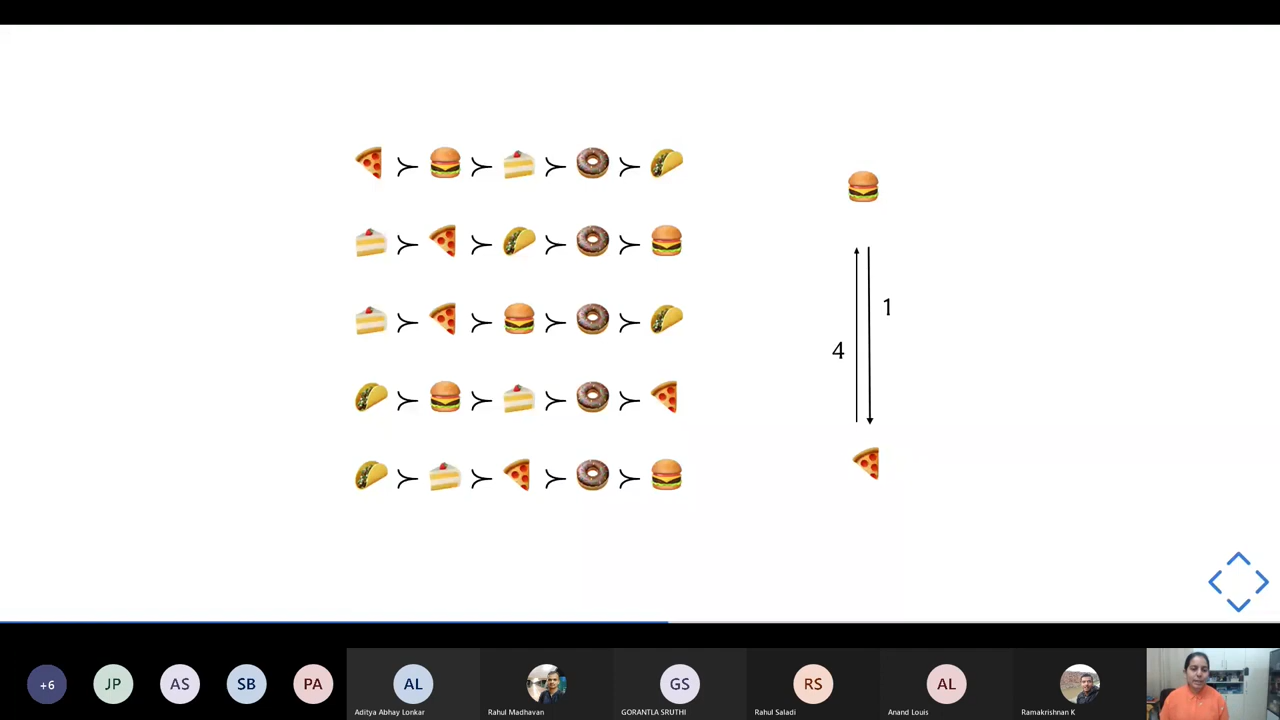 ≻ ≻ ≻ ≻
≻ ≻ ≻ ≻
1
≻ ≻ ≻ ≻
4
≻ ≻ ≻ ≻
≻ ≻ ≻ ≻
+6 JP AS SB PA AL GS RS AL
Aditya Abhay Lonkar Rahul Madhavan GORANTLA SRUTHI Rahul Saladi Anand Louis Ramakrishnan K